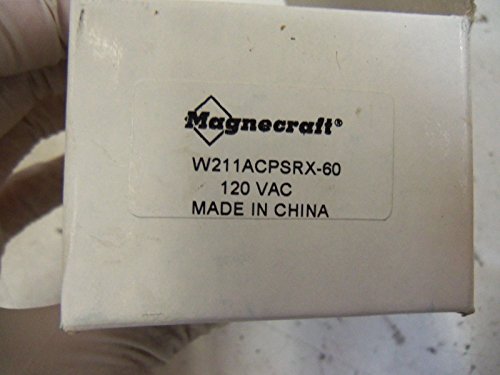 Magnecraft®
W211ACPSRX-60
120 VAC
MADE IN CHINA